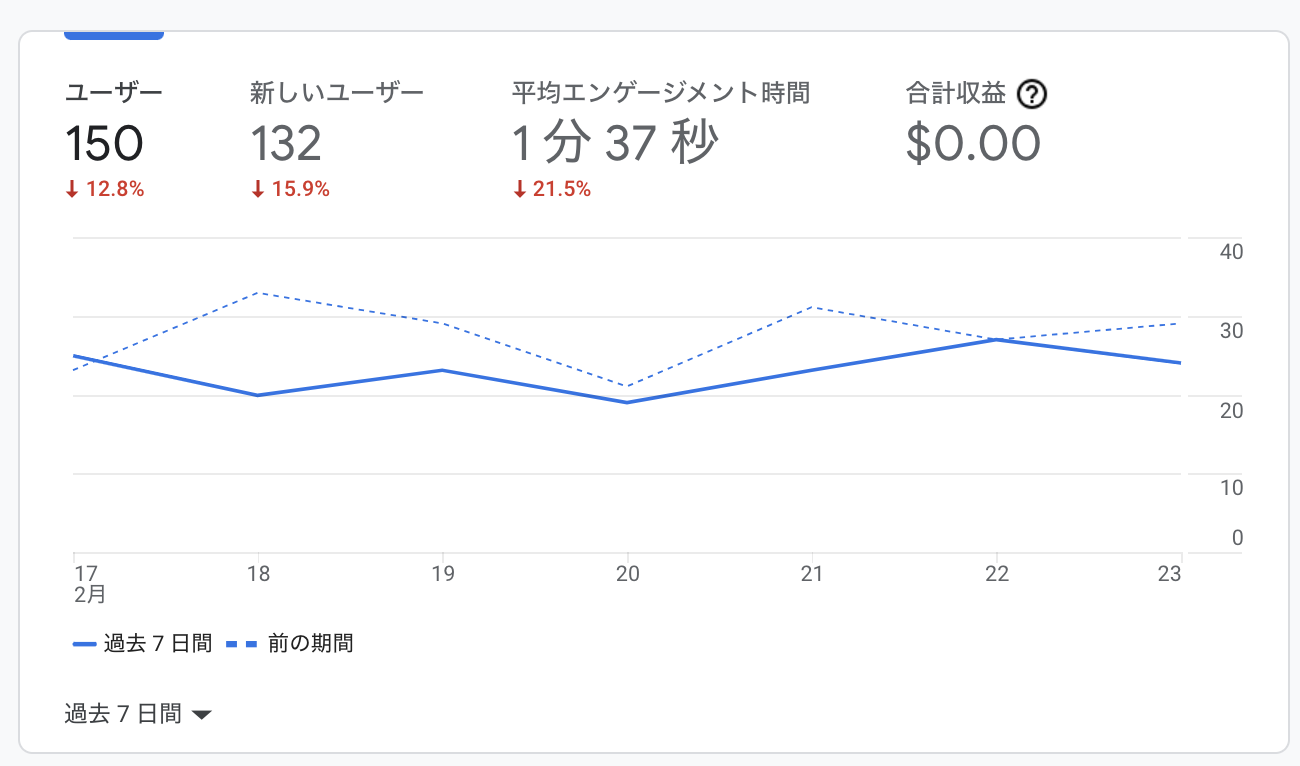 ユーザー 新しいユーザー 平均エンゲージメント時間 合計収益 ?
150 132 1 分 37 秒 $0.00
↓ 12.8% ↓ 15.9% ↓ 21.5%
40
30
20
10
0
17 18 19 20 21 22 23
2月
過去 7 日間 前の期間
過去 7 日間